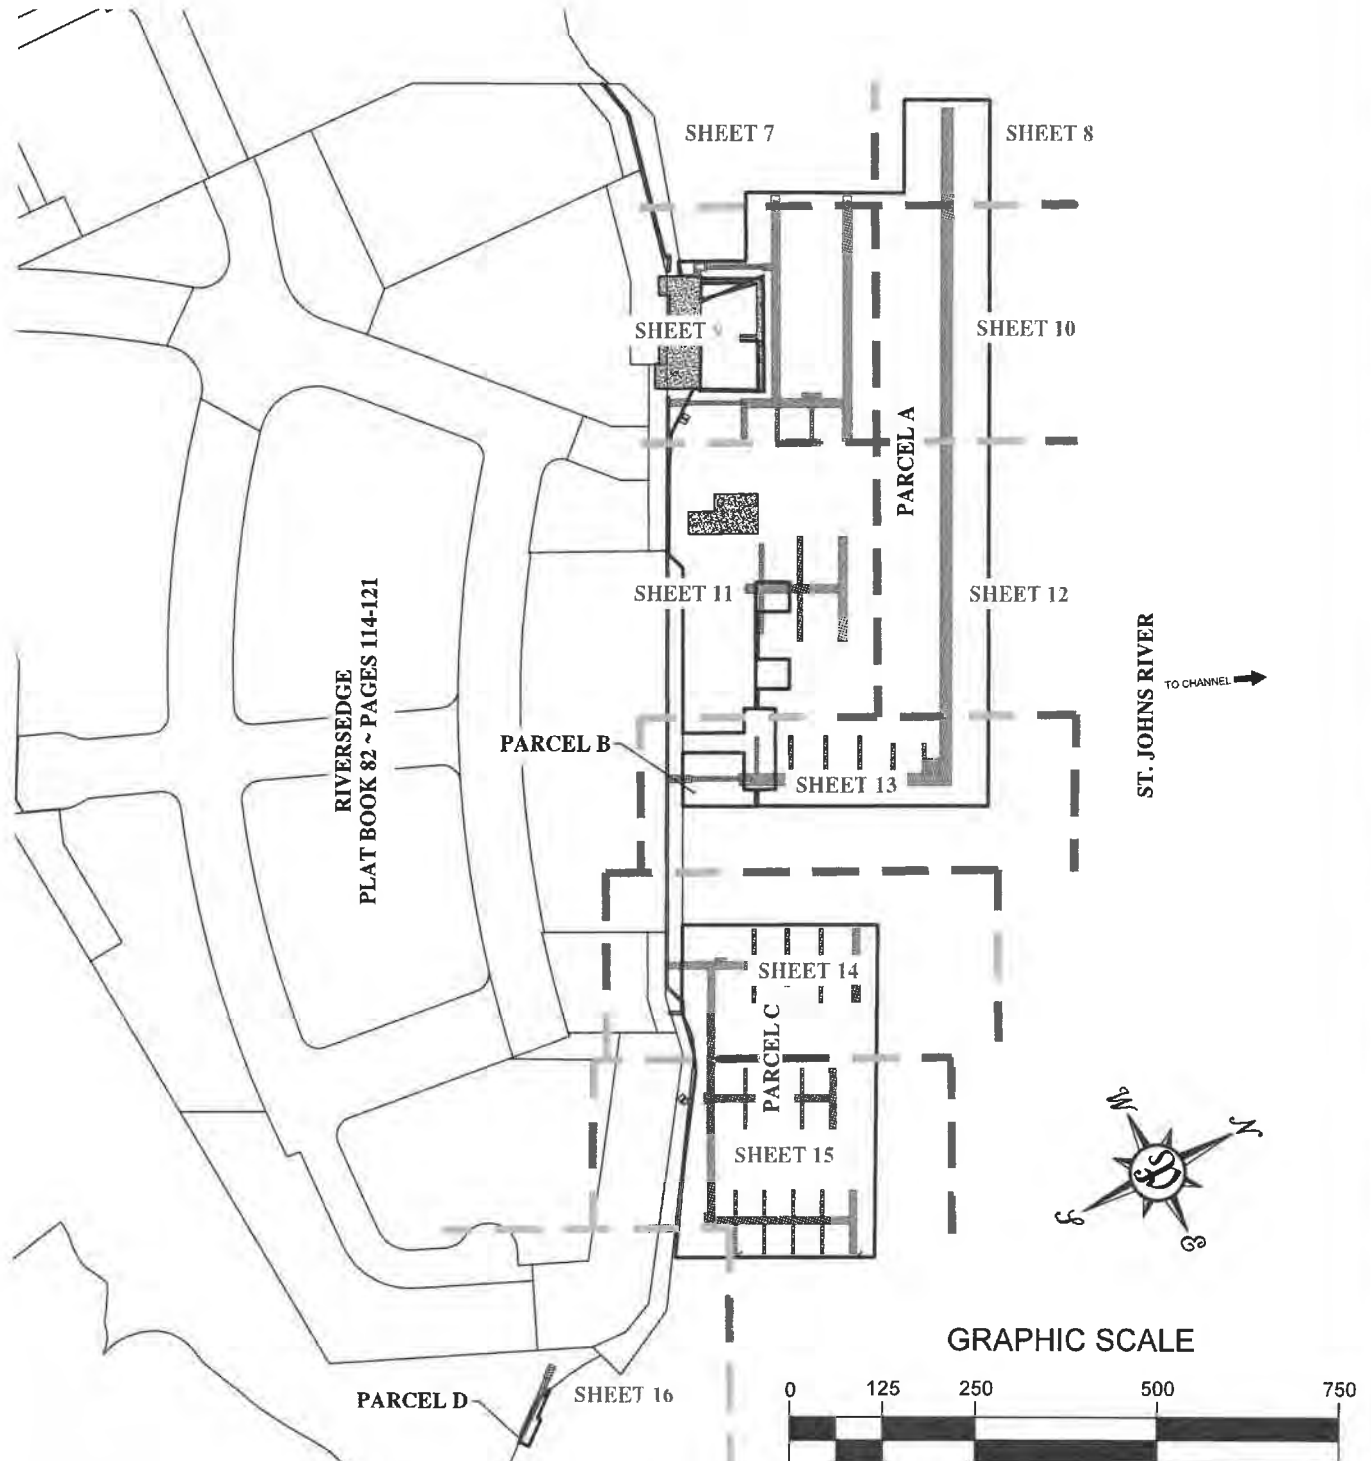 SHEET 7
SHEET 8
SHEET
SHEET 10
PARCEL A
SHEET 11
SHEET 12
RIVERSEDGE
PLAT BOOK 82 ~ PAGES 114-121
ST. JOHNS RIVER
TO CHANNEL
PARCEL B
SHEET 13
SHEET 14
PARCEL C
SHEET 15
W
N
S
E
PARCEL D
SHEET 16
GRAPHIC SCALE
0 125 250 500 750